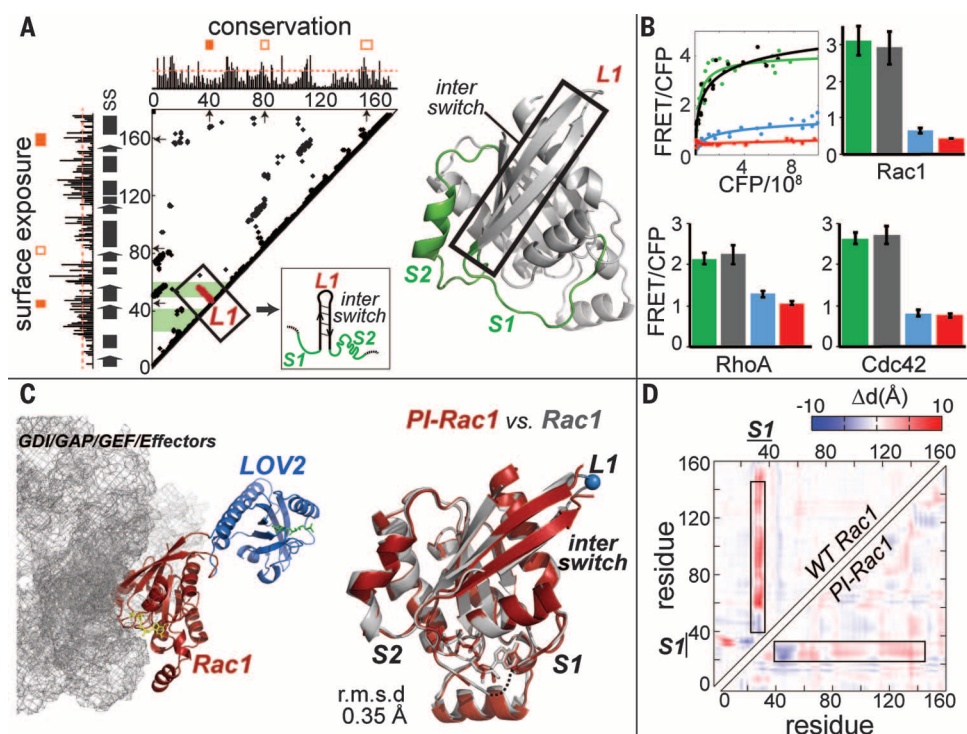 A
conservation
0 40 80 120 160
ss
surface exposure
160
120
80
40
0
L1
L1
inter
switch
S1
S2
L1
inter
switch
S2
S1
B
FRET/CFP
4
2
0
4 8
CFP/10⁸
3
2
1
0
Rac1
FRET/CFP
3
2
1
0
RhoA
3
2
1
0
Cdc42
C
GDI/GAP/GEF/Effectors
LOV2
Rac1
PI-Rac1 vs. Rac1
L1
inter
switch
S2
S1
r.m.s.d
0.35 Å
D
Δd(Å)
-10 10
S1
40 80 120 160
160
120
80
40
0
residue
S1
WT Rac1
PI-Rac1
0 40 80 120 160
residue